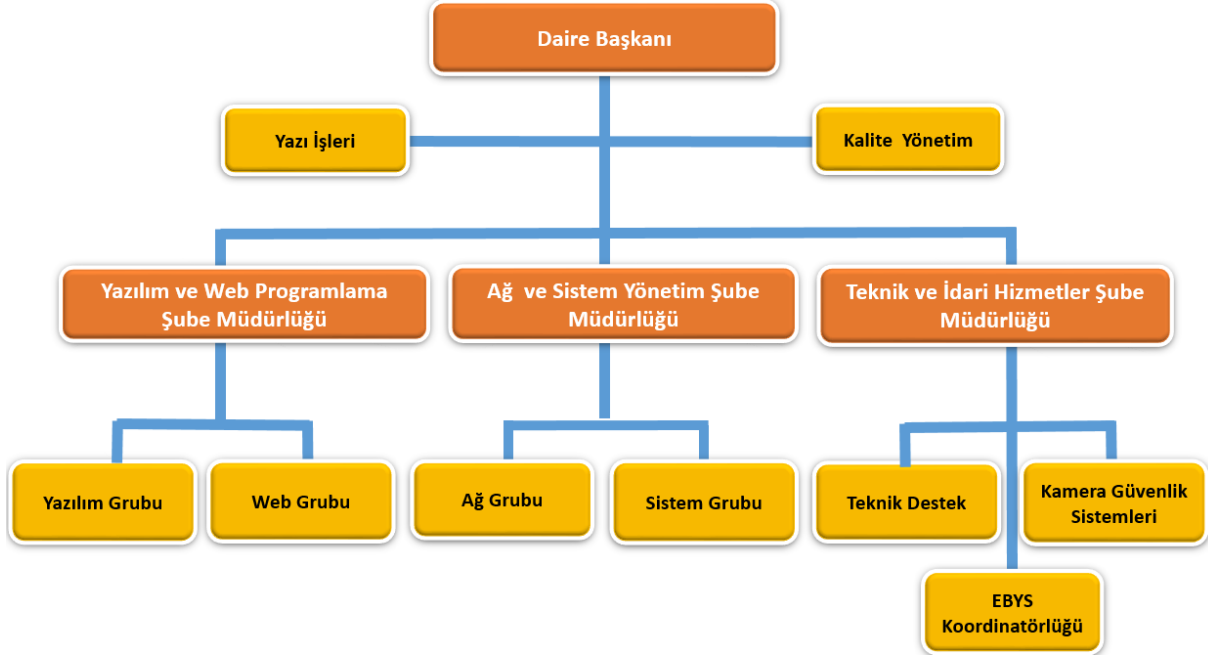 Daire Başkanı
Yazı İşleri
Kalite Yönetim
Yazılım ve Web Programlama
Şube Müdürlüğü
Ağ ve Sistem Yönetim Şube
Müdürlüğü
Teknik ve İdari Hizmetler Şube
Müdürlüğü
Yazılım Grubu
Web Grubu
Ağ Grubu
Sistem Grubu
Teknik Destek
Kamera Güvenlik
Sistemleri
EBYS
Koordinatörlüğü